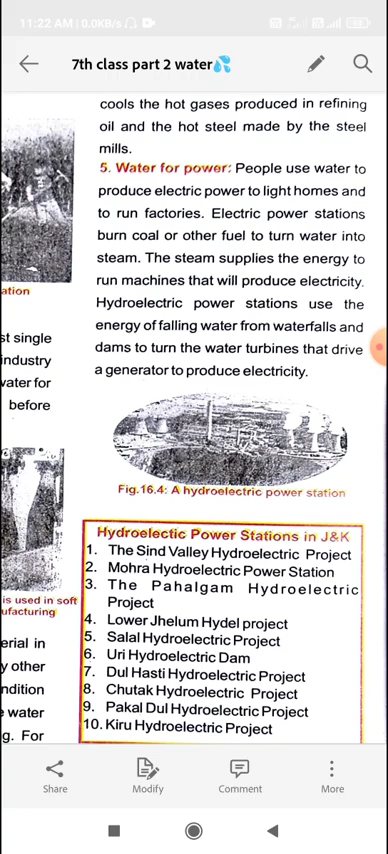 11:22 AM | 0.0KB/s
7th class part 2 water💦
cools the hot gases produced in refining
oil and the hot steel made by the steel
mills.
5. Water for power: People use water to
produce electric power to light homes and
to run factories. Electric power stations
burn coal or other fuel to turn water into
steam. The steam supplies the energy to
run machines that will produce electricity.
Hydroelectric power stations use the
energy of falling water from waterfalls and
dams to turn the water turbines that drive
a generator to produce electricity.
Fig.16.4: A hydroelectric power station
Hydroelectic Power Stations in J&K
1. The Sind Valley Hydroelectric Project
2. Mohra Hydroelectric Power Station
3. The Pahalgam Hydroelectric
Project
4. Lower Jhelum Hydel project
5. Salal Hydroelectric Project
6. Uri Hydroelectric Dam
7. Dul Hasti Hydroelectric Project
8. Chutak Hydroelectric Project
9. Pakal Dul Hydroelectric Project
10. Kiru Hydroelectric Project
ation
st single
industry
vater for
before
is used in soft
ufacturing
erial in
y other
ndition
water
g. For
Share
Modify
Comment
More